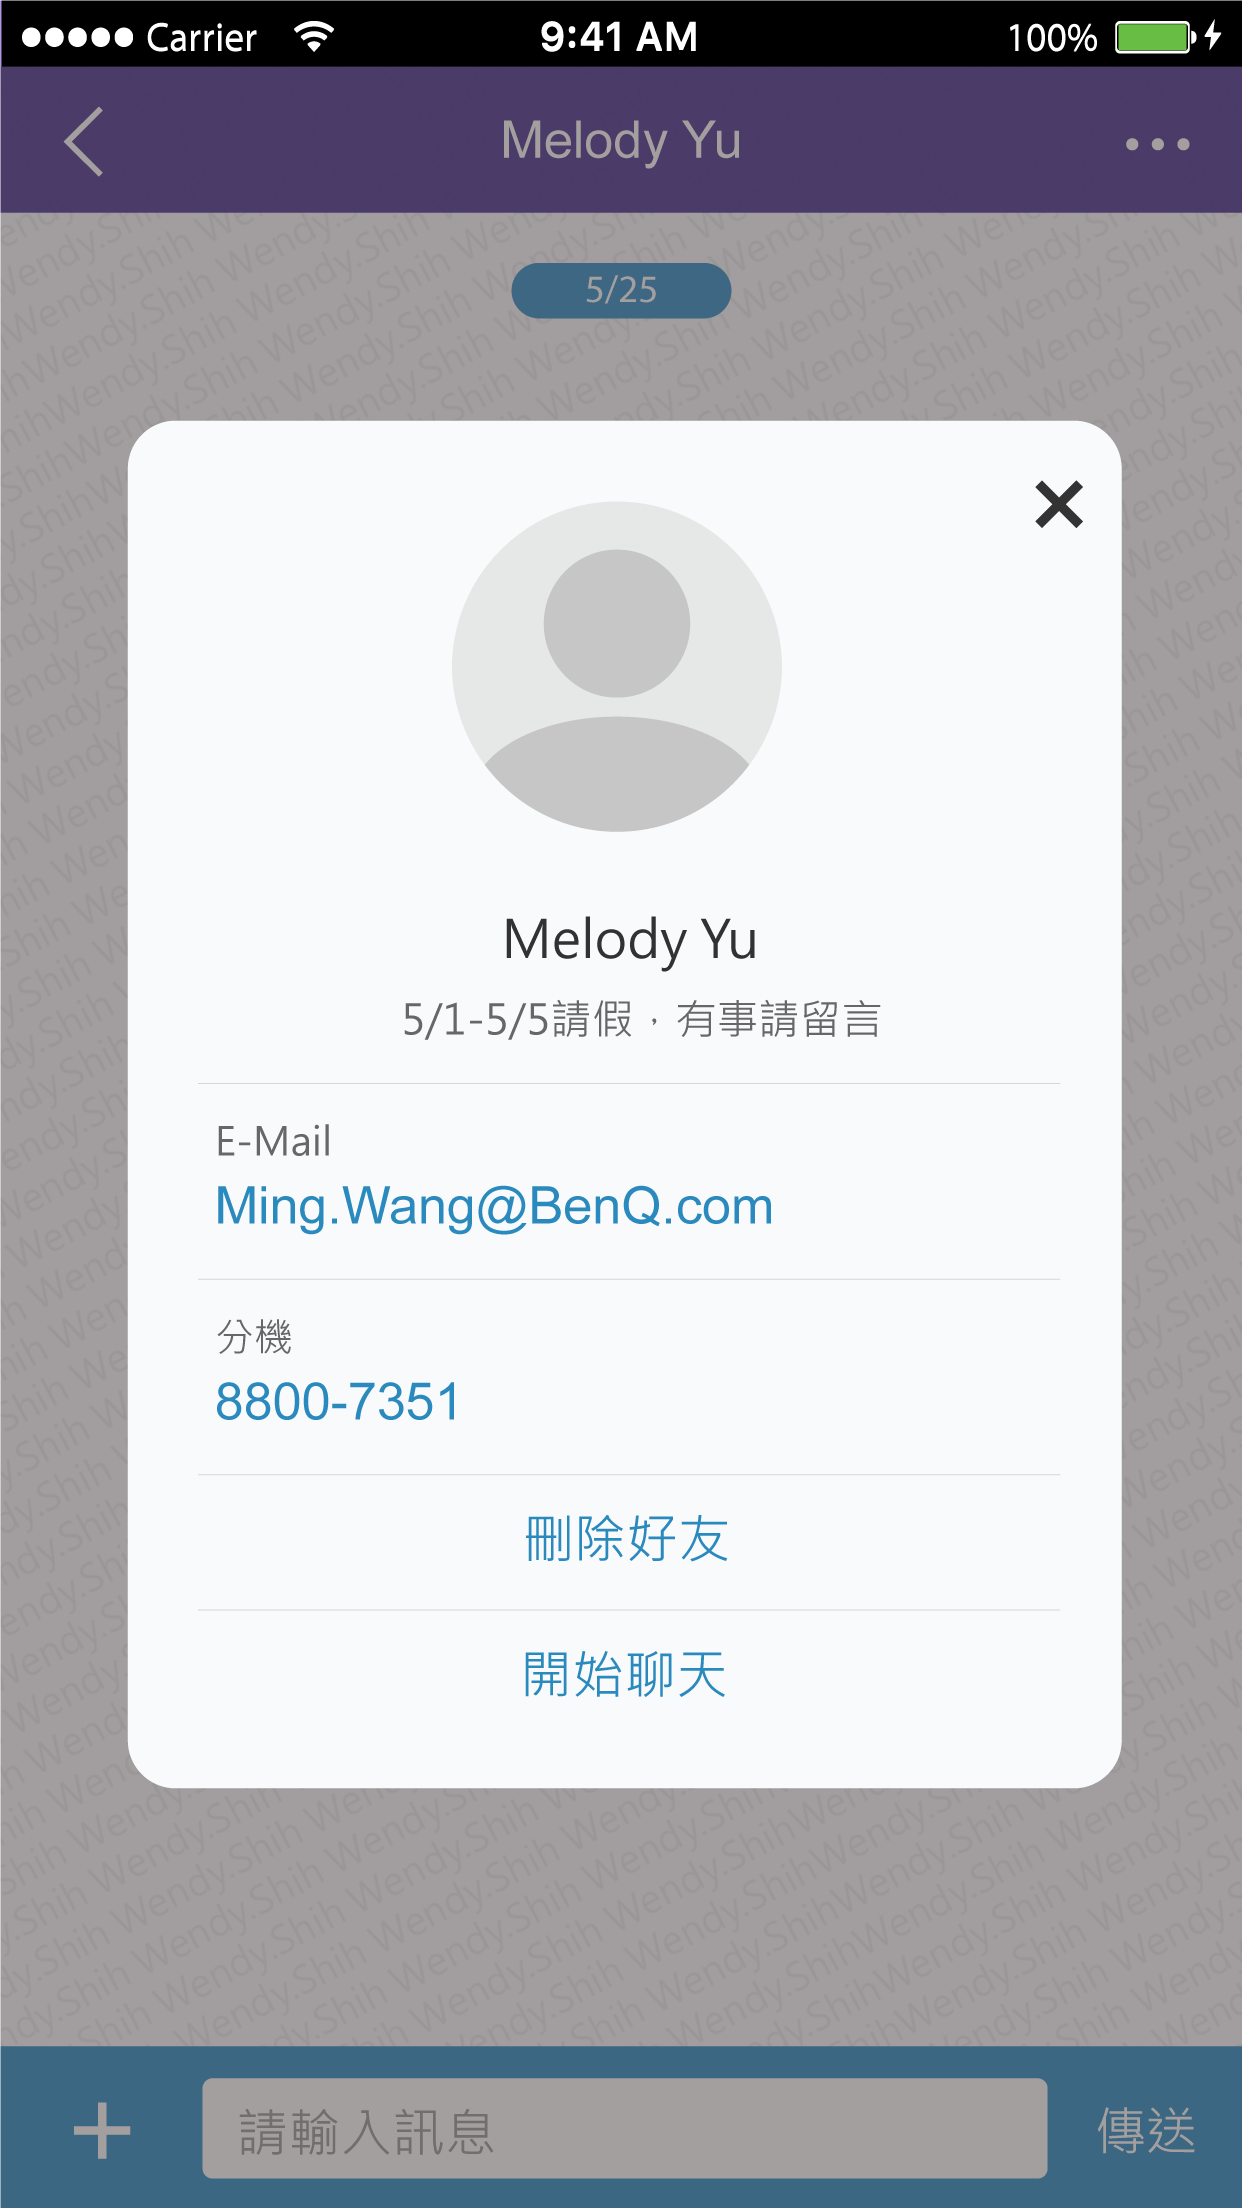 Carrier 9:41 AM 100%
Melody Yu
5/25
Melody Yu
5/1-5/5請假，有事請留言
E-Mail
Ming.Wang@BenQ.com
分機
8800-7351
刪除好友
開始聊天
請輸入訊息 傳送
Wendy.Shih